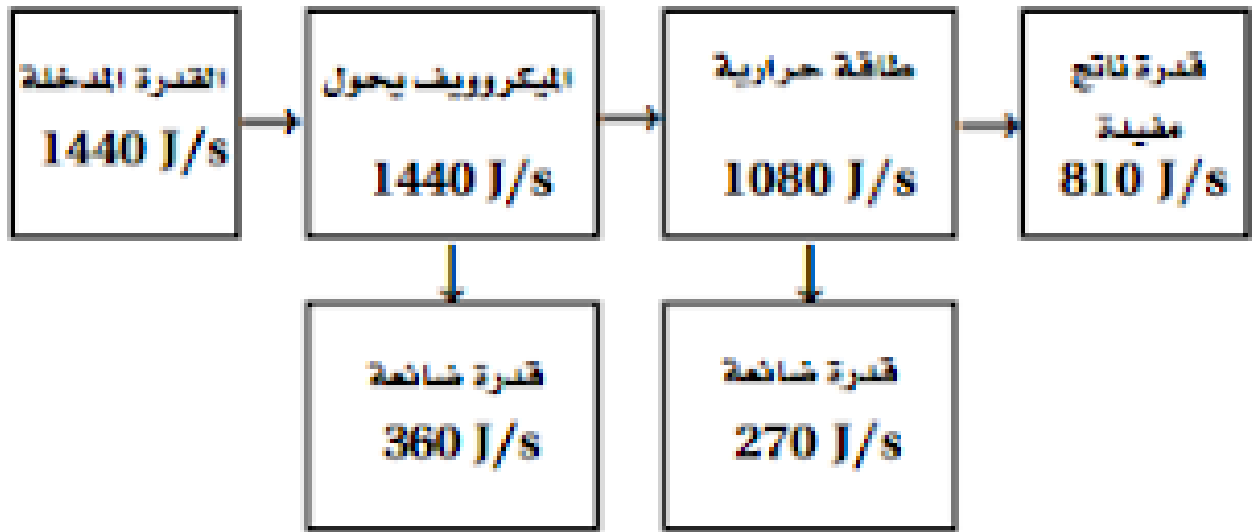 القدرة المدخلة
1440 J/s
الميكروويف يحول
1440 J/s
طاقة حرارية
1080 J/s
قدرة ناتج
مفيدة
810 J/s
قدرة ضائعة
360 J/s
قدرة ضائعة
270 J/s